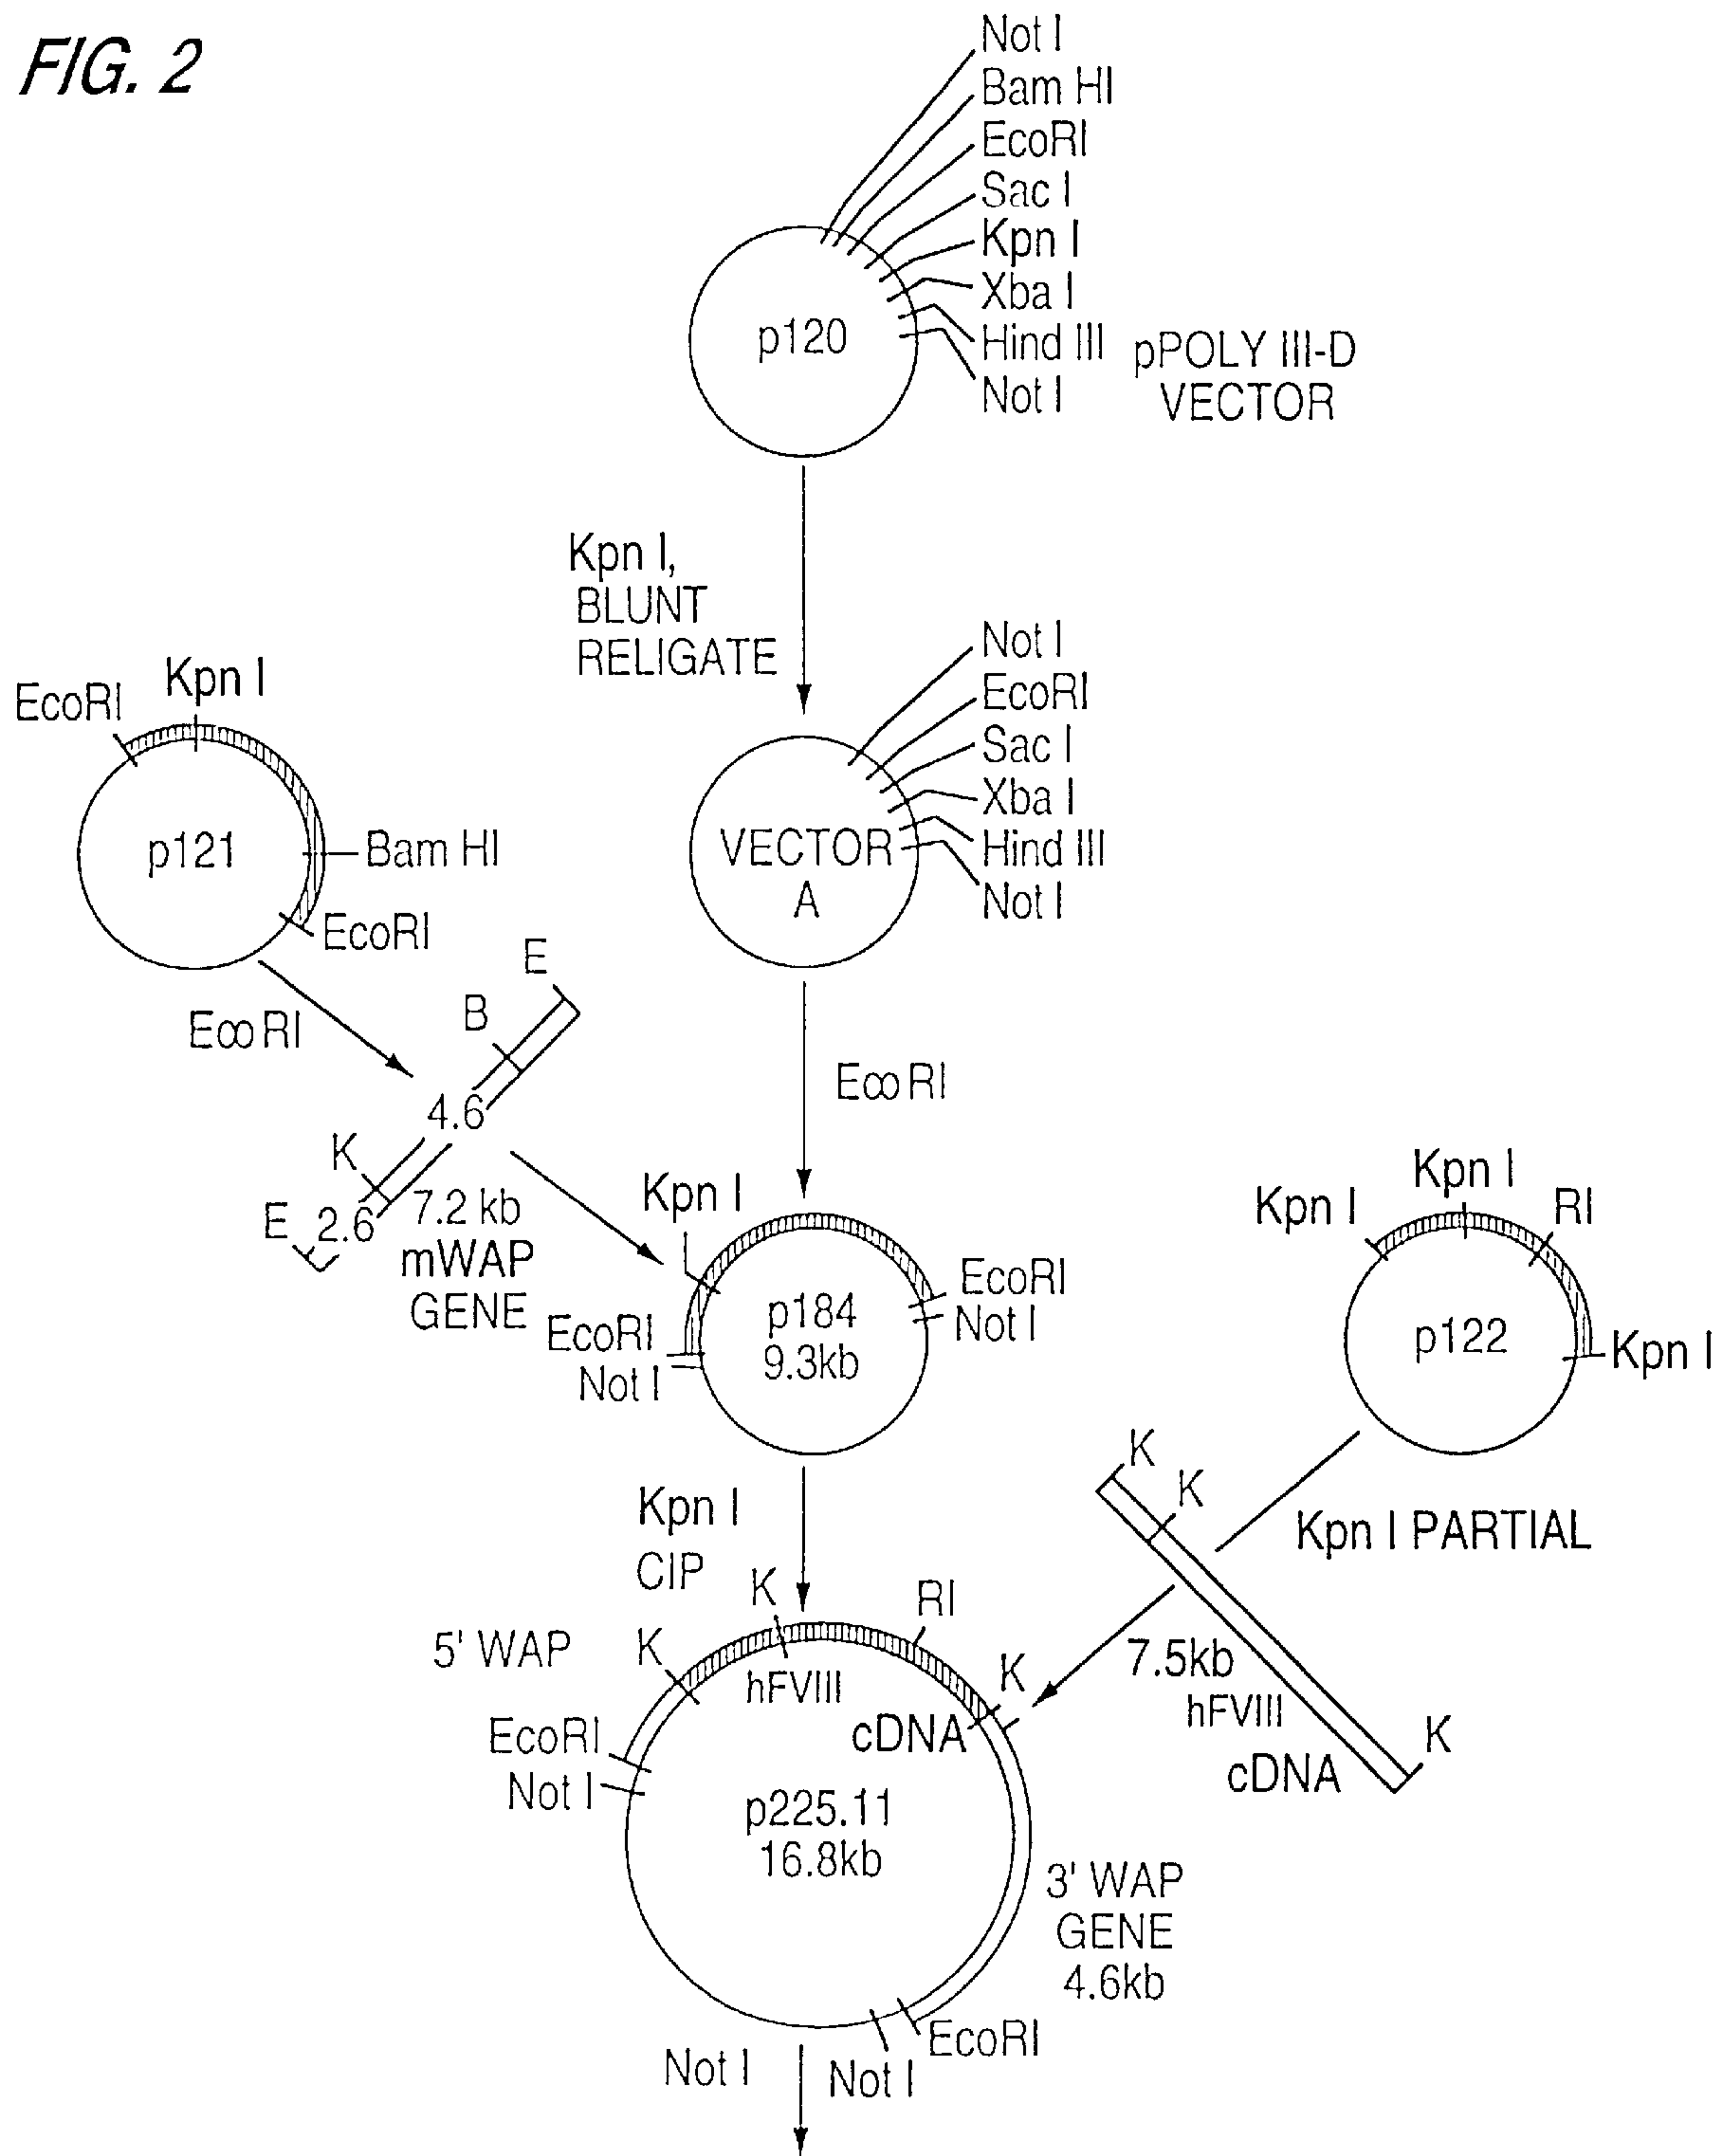 FIG. 2
Not I
Bam HI
EcoRI
Sac I
Kpn I
Xba I
Hind III
Not I
p120
pPOLY III-D
VECTOR
Kpn I,
BLUNT
RELIGATE
Not I
EcoRI
Sac I
Xba I
Hind III
Not I
VECTOR
A
EcoRI
Kpn I
p121
Bam HI
EcoRI
EcoRI
E
B
4.6
K
E 2.6
7.2 kb
mWAP
GENE
EcoRI
Kpn I
EcoRI
Not I
p184
9.3kb
EcoRI
Not I
Kpn I
Kpn I
RI
p122
Kpn I
Kpn I PARTIAL
K
K
7.5kb
hFVIII
cDNA
K
Kpn I
CIP
5' WAP
K
K
RI
K
hFVIII
cDNA
EcoRI
Not I
p225.11
16.8kb
3' WAP
GENE
4.6kb
EcoRI
Not I
Not I